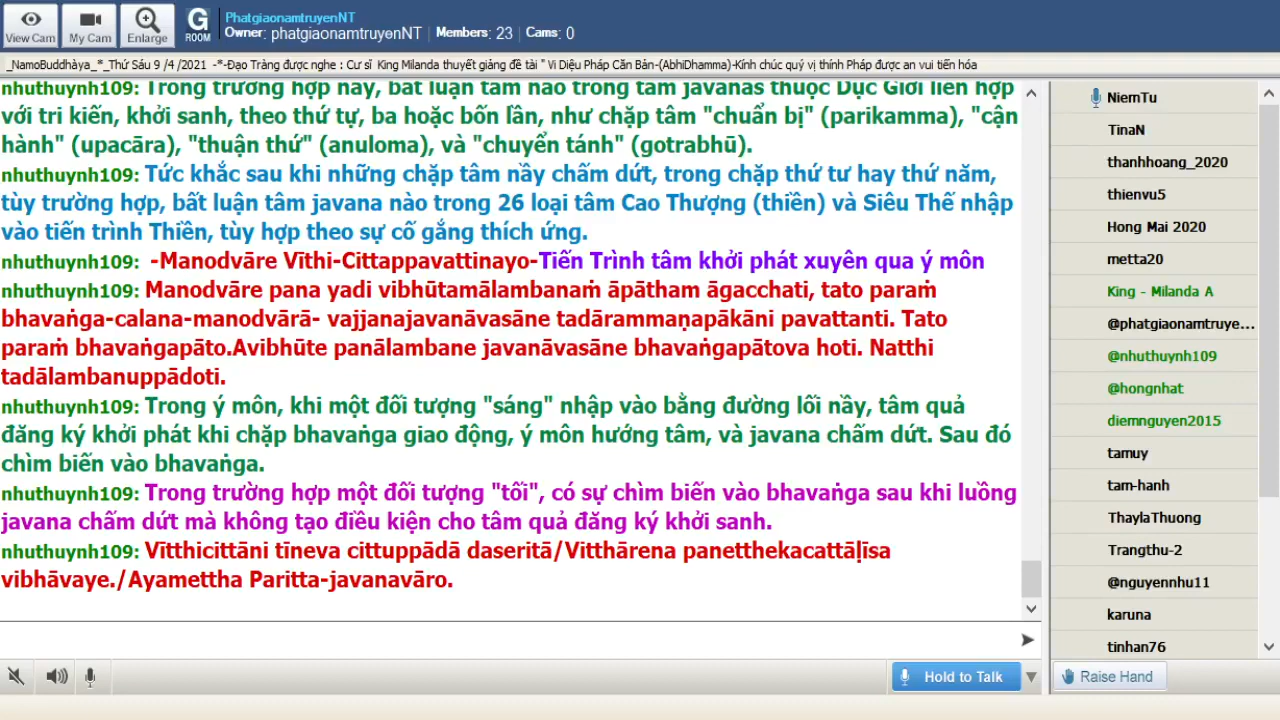 View Cam
My Cam
Enlarge
G
ROOM
PhatgiaonamtruyenNT
Owner: phatgiaonamtruyenNT | Members: 23 | Cams: 0
_NamoBuddhàya_*_Thứ Sáu 9 /4 /2021 -*-Đạo Tràng được nghe : Cư sĩ King Milanda thuyết giảng đề tài " Vi Diệu Pháp Căn Bản-(AbhiDhamma)-Kính chúc quý vị thính Pháp được an vui tiến hóa
nhuthuynh109: Trong trường hợp này, bất luận tâm nào trong tám javanas thuộc Dục Giới liên hợp
với tri kiến, khởi sanh, theo thứ tự, ba hoặc bốn lần, như chặp tâm "chuẩn bị" (parikamma), "cận
hành" (upacāra), "thuận thứ" (anuloma), và "chuyển tánh" (gotrabhū).
nhuthuynh109: Tức khắc sau khi những chặp tâm nầy chấm dứt, trong chặp thứ tư hay thứ năm,
tùy trường hợp, bất luận tâm javana nào trong 26 loại tâm Cao Thượng (thiền) và Siêu Thế nhập
vào tiến trình Thiền, tùy hợp theo sự cố gắng thích ứng.
nhuthuynh109: -Manodvāre Vīthi-Cittappavattinayo-Tiến Trình tâm khởi phát xuyên qua ý môn
nhuthuynh109: Manodvāre pana yadi vibhūtamālambanaṁ āpātham āgacchati, tato paraṁ
bhavaṅga-calana-manodvārā- vajjanajavanāvasāne tadārammaṇapākāni pavattanti. Tato
paraṁ bhavaṅgapāto.Avibhūte panālambane javanāvasāne bhavaṅgapātova hoti. Natthi
tadālambanuppādoti.
nhuthuynh109: Trong ý môn, khi một đối tượng "sáng" nhập vào bằng đường lối nầy, tâm quả
đăng ký khởi phát khi chặp bhavaṅga giao động, ý môn hướng tâm, và javana chấm dứt. Sau đó
chìm biến vào bhavaṅga.
nhuthuynh109: Trong trường hợp một đối tượng "tối", có sự chìm biến vào bhavaṅga sau khi luồng
javana chấm dứt mà không tạo điều kiện cho tâm quả đăng ký khởi sanh.
nhuthuynh109: Vītthicittāni tīneva cittuppādā daseritā/Vitthārena panetthekacattāḷīsa
vibhāvaye./Ayamettha Paritta-javanavāro.
NiemTu
TinaN
thanhhoang_2020
thienvu5
Hong Mai 2020
metta20
King - Milanda A
@phatgiaonamtruye...
@nhuthuynh109
@hongnhat
diemnguyen2015
tamuy
tam-hanh
ThaylaThuong
Trangthu-2
@nguyennhu11
karuna
tinhan76
Hold to Talk
Raise Hand